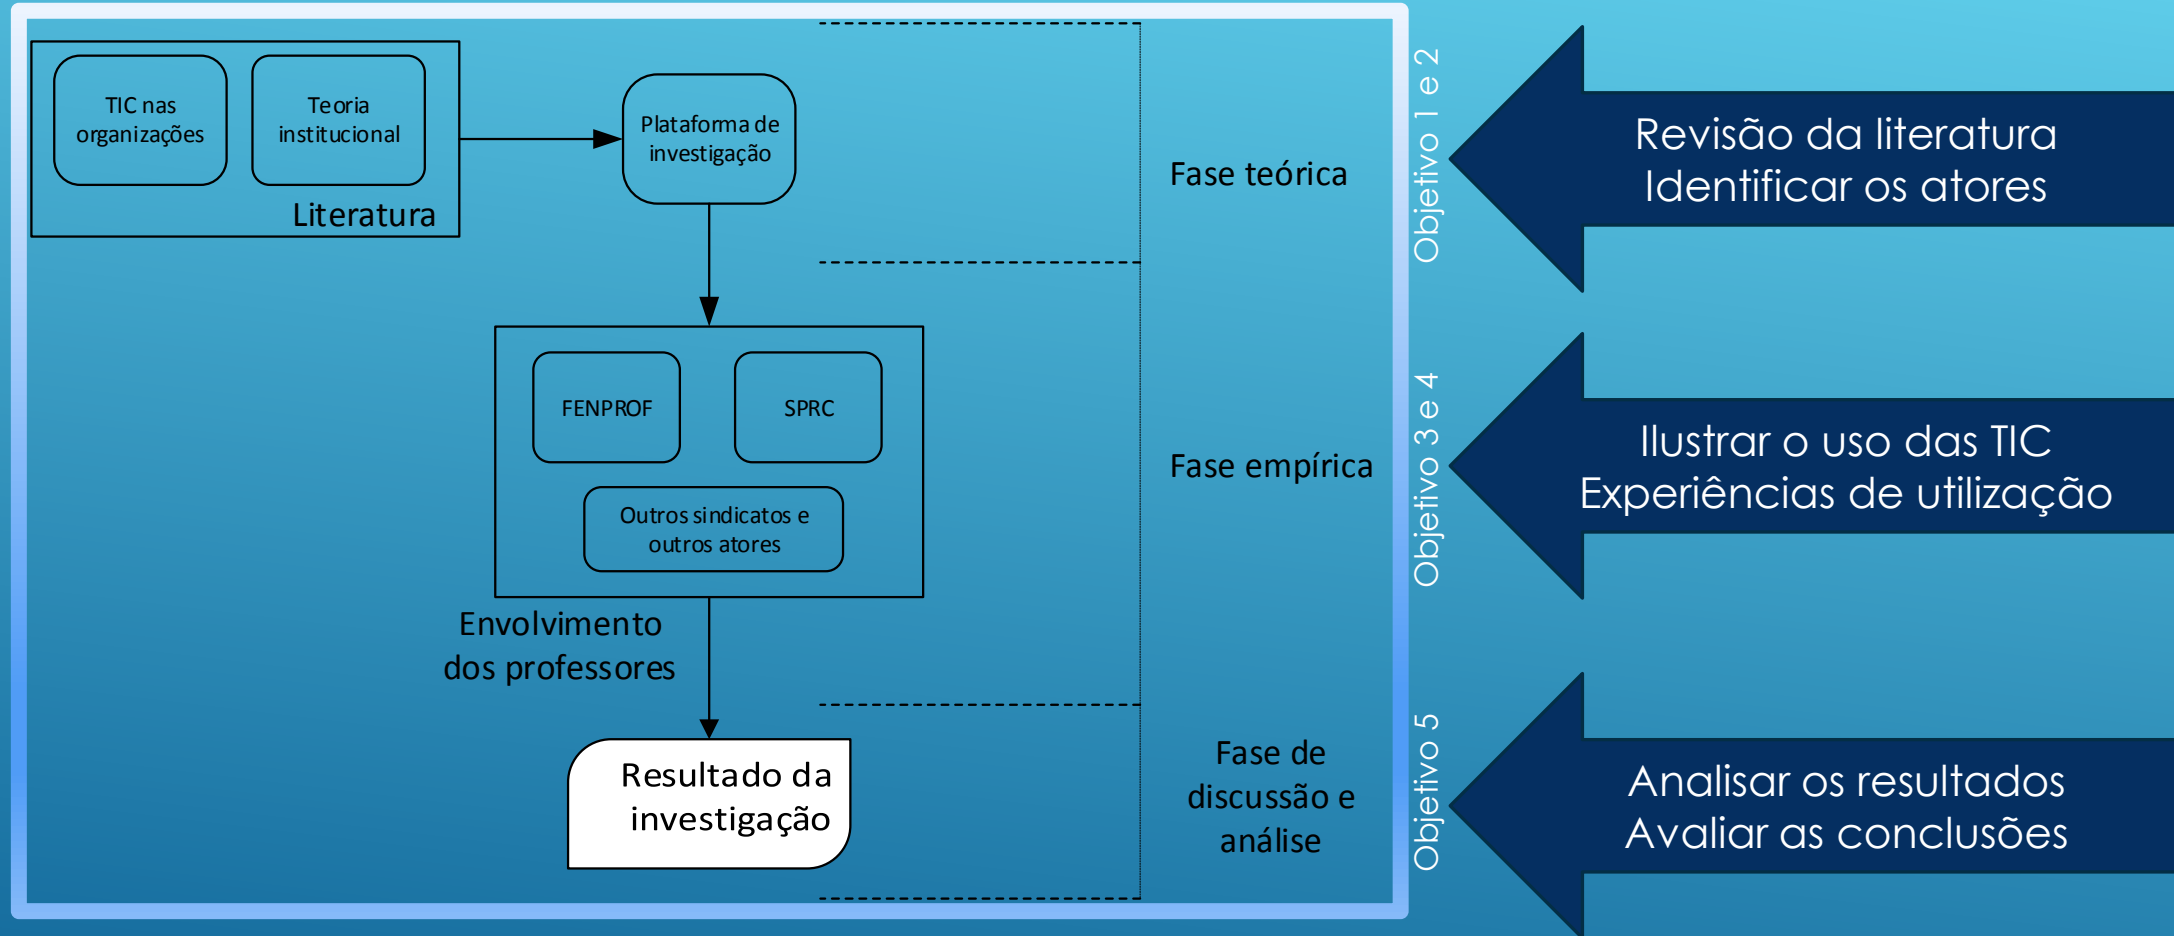 TIC nas
organizações
Teoria
institucional
Literatura
Plataforma de
investigação
Fase teórica
Objetivo 1 e 2
Revisão da literatura
Identificar os atores
FENPROF
SPRC
Outros sindicatos e
outros atores
Fase empírica
Objetivo 3 e 4
Ilustrar o uso das TIC
Experiências de utilização
Envolvimento
dos professores
Resultado da
investigação
Fase de
discussão e
análise
Objetivo 5
Analisar os resultados
Avaliar as conclusões